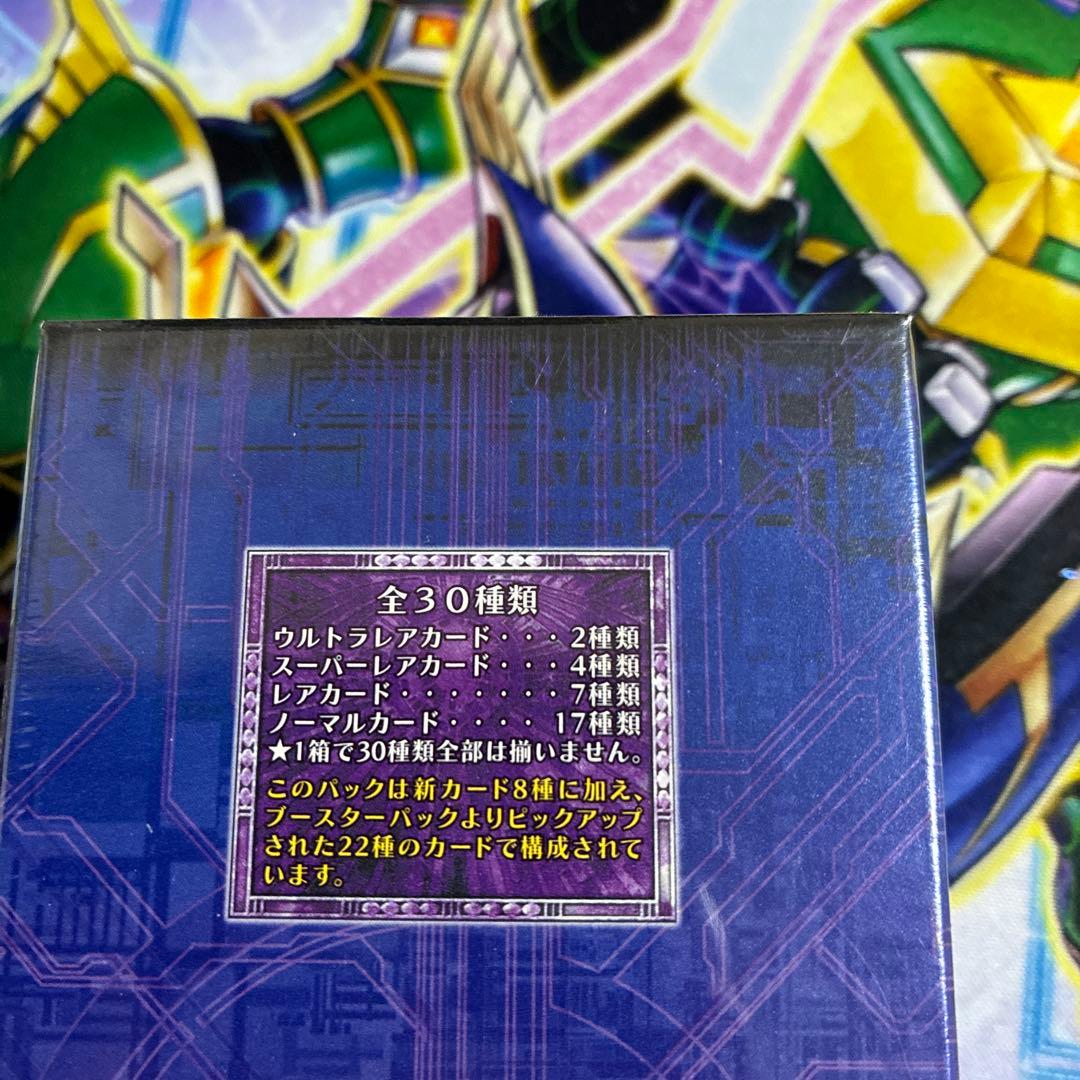 全30種類
ウルトラレアカード・・・2種類
スーパーレアカード・・・4種類
レアカード・・・・・・・7種類
ノーマルカード・・・・17種類
★1箱で30種類全部は揃いません。
このパックは新カード8種に加え、
ブースターパックよりピックアップ
された22種のカードで構成されて
います。